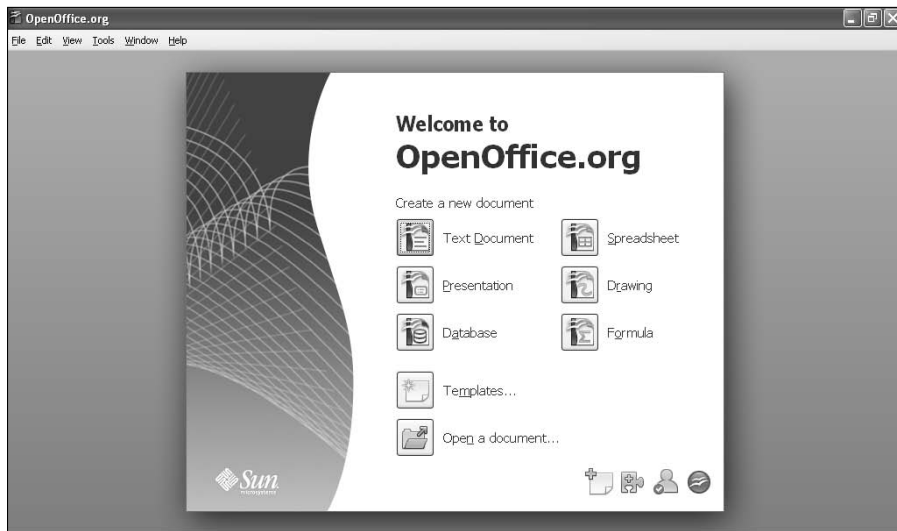 OpenOffice.org
File Edit View Tools Window Help
Welcome to
OpenOffice.org
Create a new document
Text Document Spreadsheet
Presentation Drawing
Database Formula
Templates...
Open a document...
Sun
microsystems